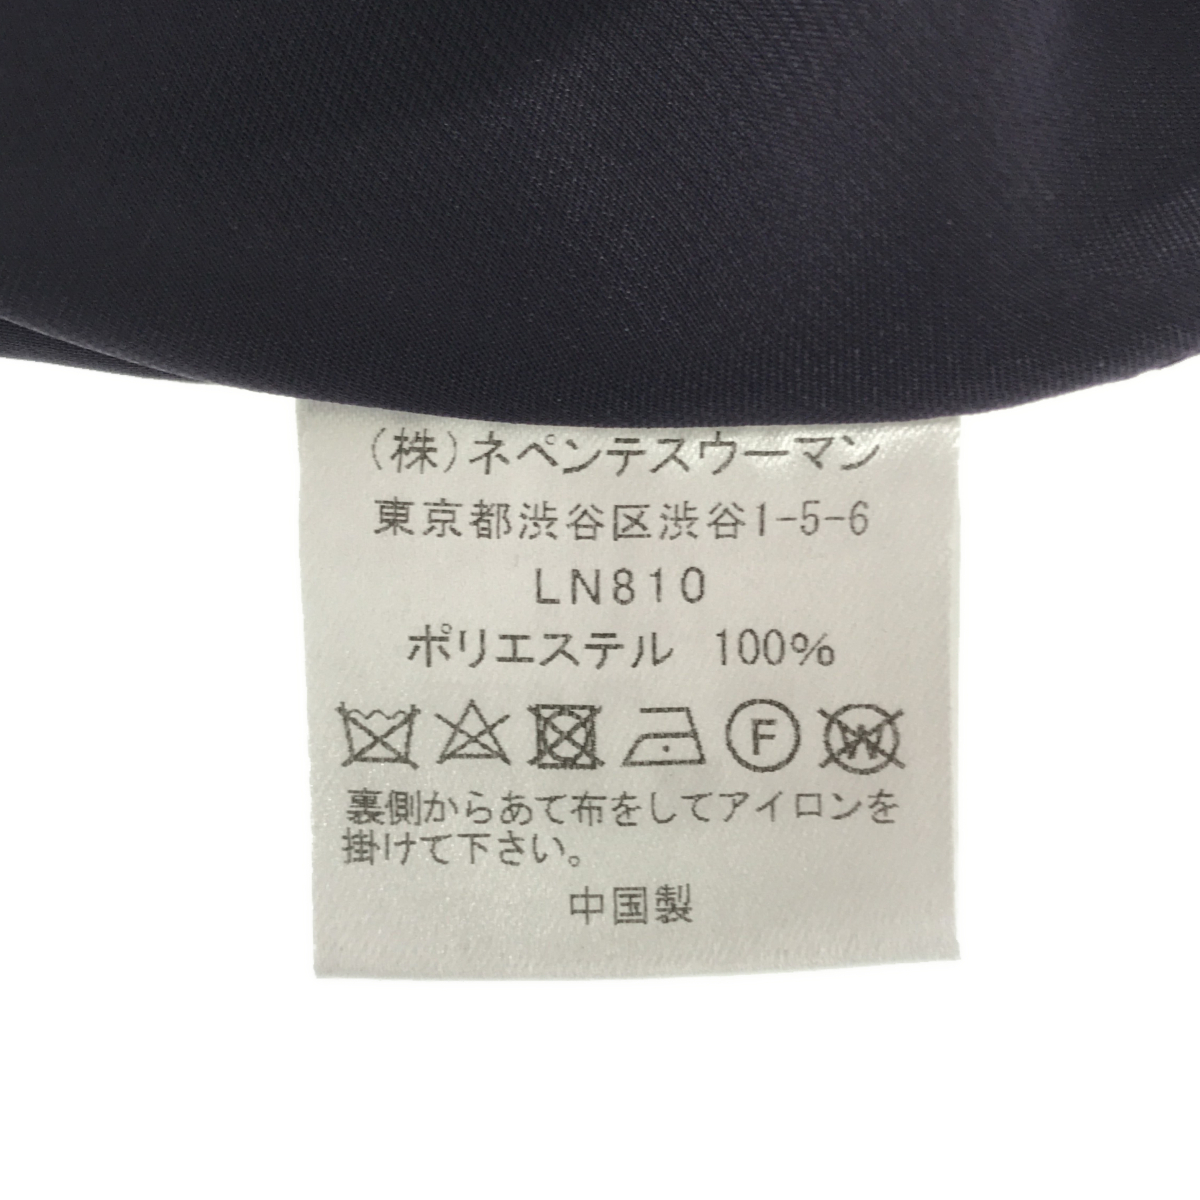 （株）ネペンテスウーマン
東京都渋谷区渋谷1-5-6
LN810
ポリエステル 100%
F W
裏側からあて布をしてアイロンを
掛けて下さい。
中国製